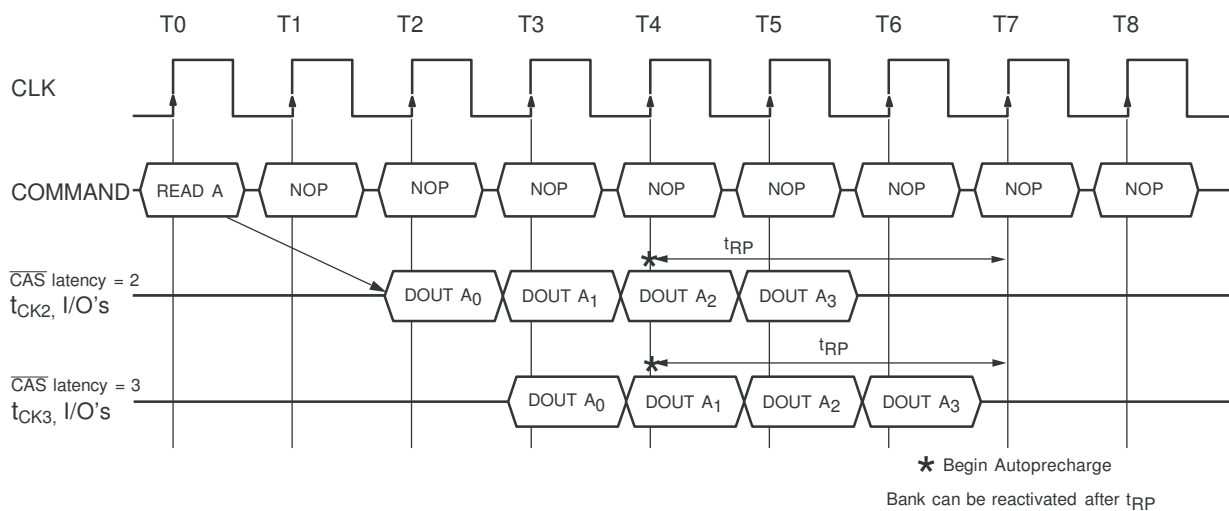 T0 T1 T2 T3 T4 T5 T6 T7 T8
CLK
COMMAND READ A NOP NOP NOP NOP NOP NOP NOP NOP
tRP
CAS latency = 2
tCK2, I/O's
* DOUT A0 DOUT A1 DOUT A2 DOUT A3
tRP
CAS latency = 3
tCK3, I/O's
* DOUT A0 DOUT A1 DOUT A2 DOUT A3
* Begin Autoprecharge
Bank can be reactivated after tRP